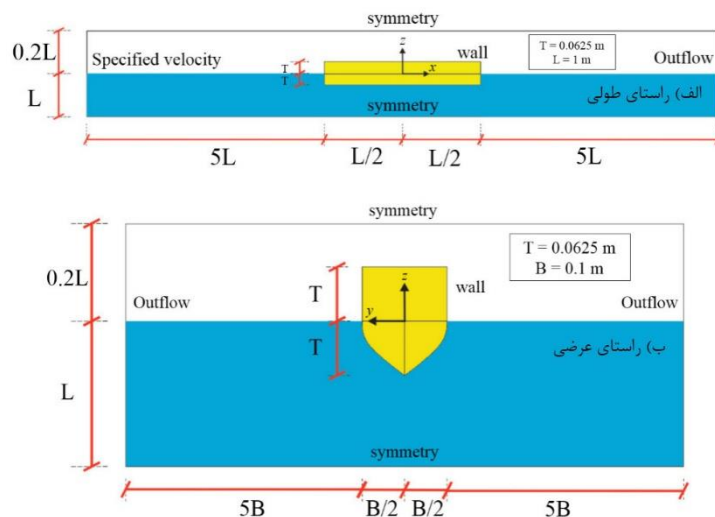 symmetry
0.2L
Specified velocity
T
T
z
x
wall
T = 0.0625 m
L = 1 m
Outflow
L
symmetry
الف) راستای طولی
5L
L/2
L/2
5L
symmetry
0.2L
T = 0.0625 m
B = 0.1 m
T
z
wall
Outflow
y
Outflow
T
ب) راستای عرضی
L
symmetry
5B
B/2
B/2
5B